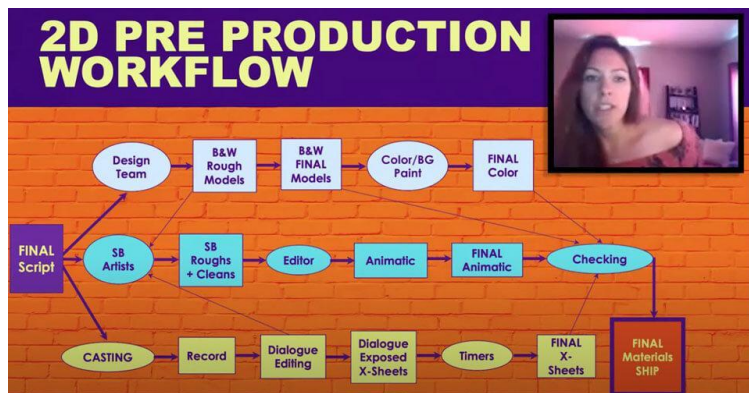 2D PRE PRODUCTION
WORKFLOW
Design
Team
B&W
Rough
Models
B&W
FINAL
Models
Color/BG
Paint
FINAL
Color
FINAL
Script
SB
Artists
SB
Roughs
+ Cleans
Editor
Animatic
FINAL
Animatic
Checking
CASTING
Record
Dialogue
Editing
Dialogue
Exposed
X-Sheets
Timers
FINAL
X-
Sheets
FINAL
Materials
SHIP